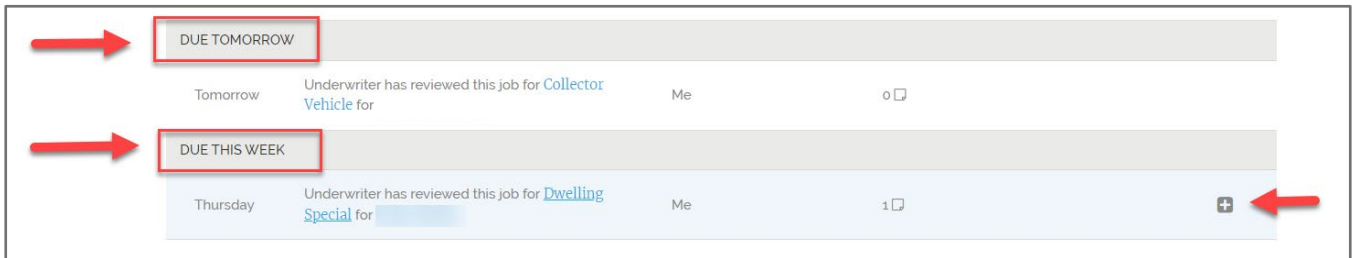 DUE TOMORROW
Tomorrow Underwriter has reviewed this job for Collector Me 0
Vehicle for
DUE THIS WEEK
Thursday Underwriter has reviewed this job for Dwelling Me 1
Special for